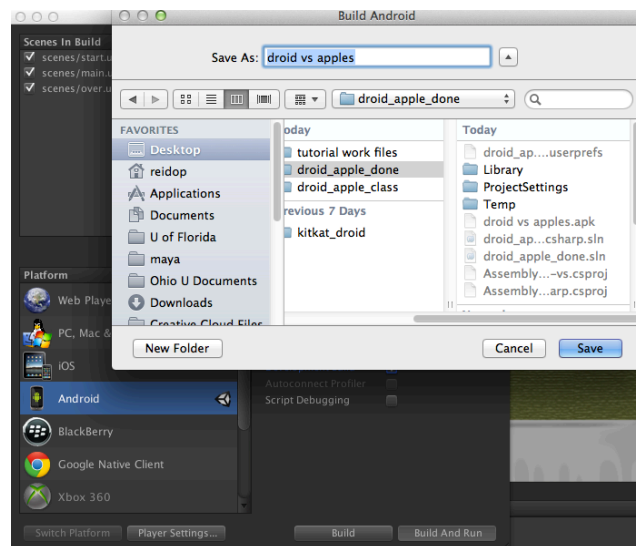 Build Android
Scenes In Build
scenes/start.u
scenes/main.u
scenes/over.u
Save As: droid vs apples
droid_apple_done
FAVORITES
Desktop
reidop
Applications
Documents
U of Florida
maya
Ohio U Documents
Downloads
Creative Cloud Files
oday
tutorial work files
droid_apple_done
droid_apple_class
revious 7 Days
kitkat_droid
Today
droid_ap....userprefs
Library
ProjectSettings
Temp
droid vs apples.apk
droid_ap...csharp.sln
droid_apple_done.sln
Assembly...-vs.csproj
Assembly...arp.csproj
New Folder
Cancel
Save
Platform
Web Playe
PC, Mac &
iOS
Android
BlackBerry
Google Native Client
Xbox 360
Autoconnect Profiler
Script Debugging
Switch Platform
Player Settings...
Build
Build And Run